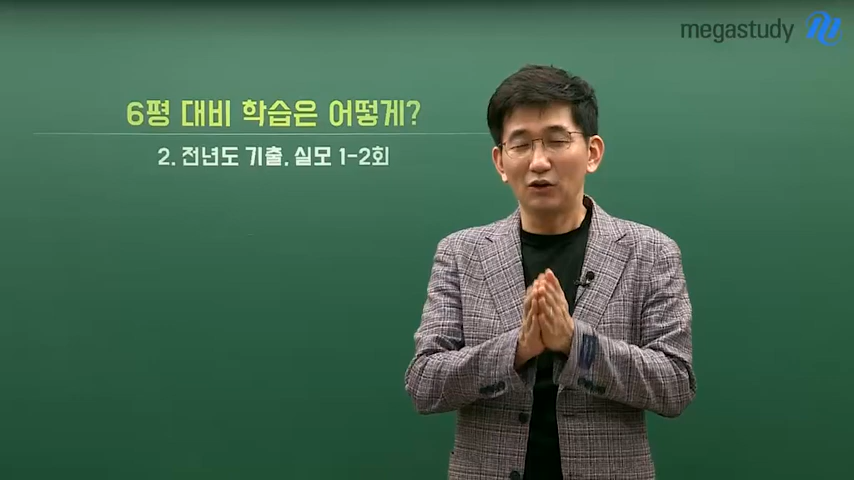 megastudy
6평 대비 학습은 어떻게?
2. 전년도 기출, 실모 1-2회